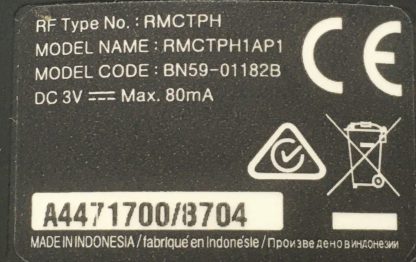 RF Type No. : RMCTPH
MODEL NAME : RMCTPH1AP1
MODEL CODE : BN59-01182B
DC 3V ⎓ Max. 80mA
CE
A4471700/8704
MADE IN INDONESIA / fabriqué en Indonésie / Произведено в индонезии